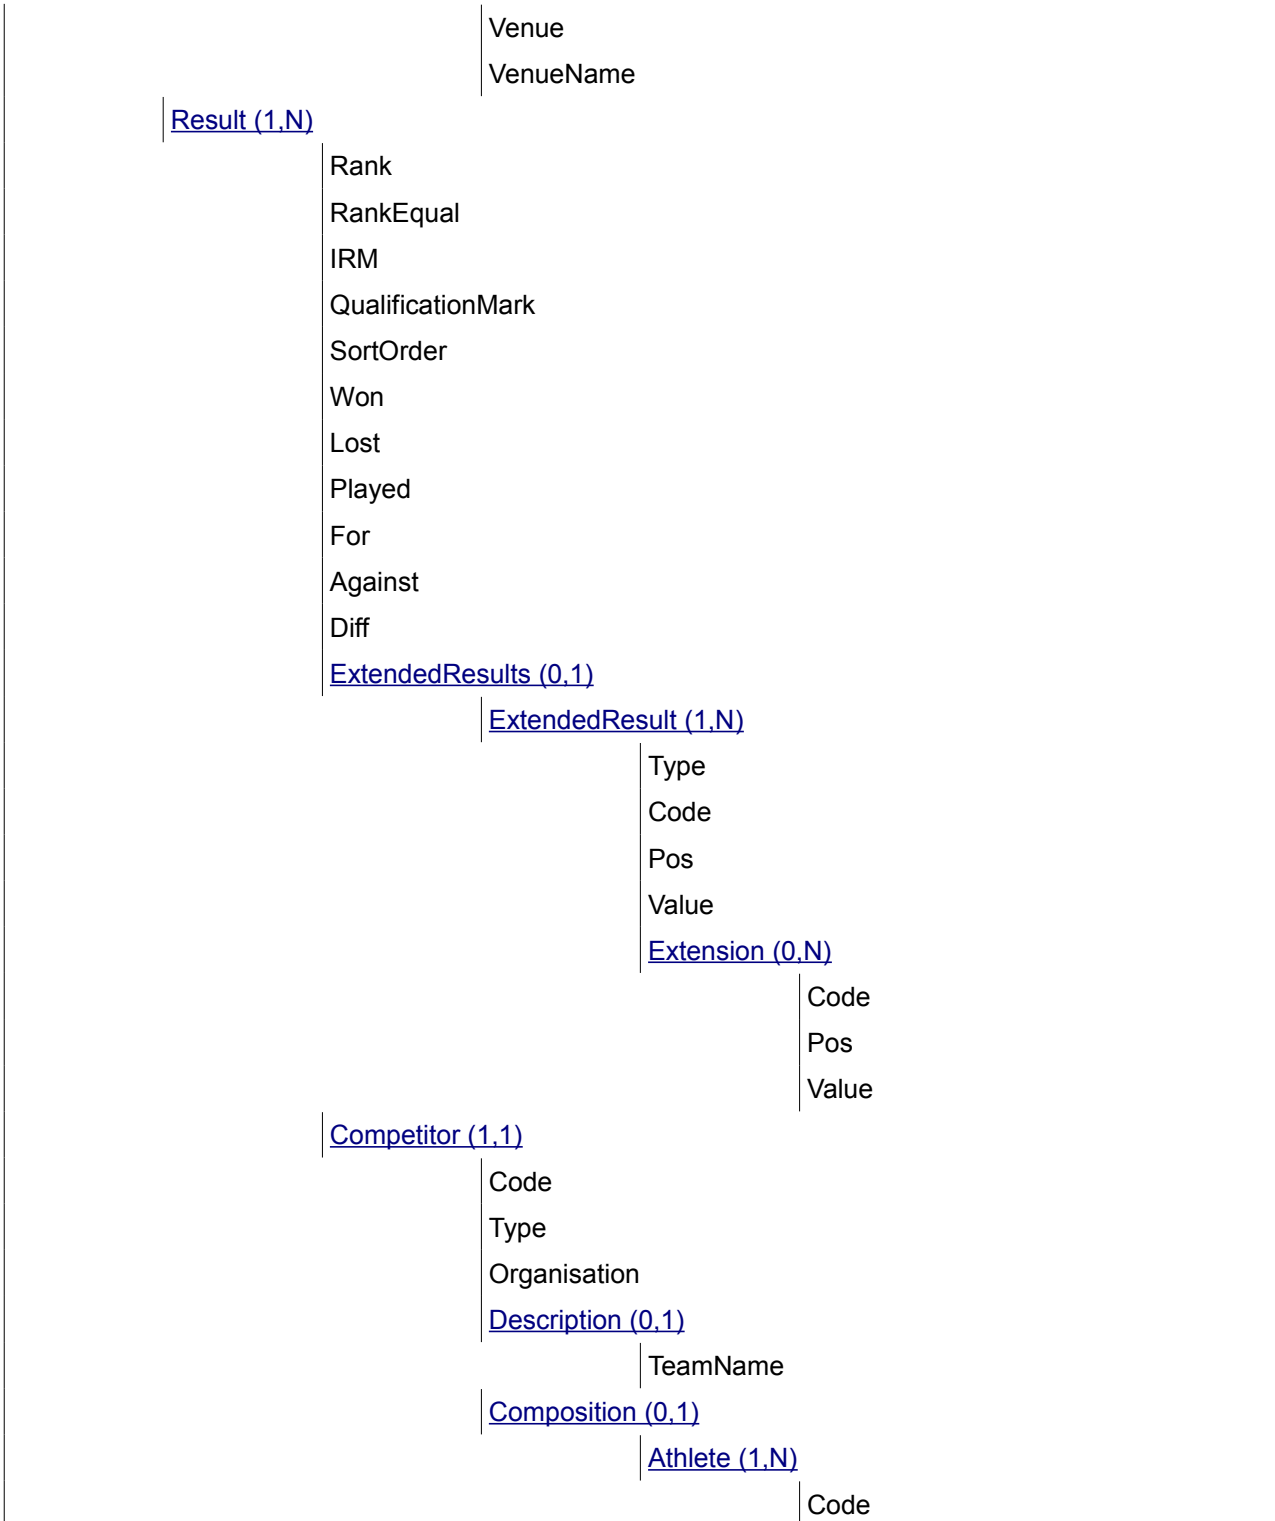 Venue
VenueName
Result (1,N)
Rank
RankEqual
IRM
QualificationMark
SortOrder
Won
Lost
Played
For
Against
Diff
ExtendedResults (0,1)
ExtendedResult (1,N)
Type
Code
Pos
Value
Extension (0,N)
Code
Pos
Value
Competitor (1,1)
Code
Type
Organisation
Description (0,1)
TeamName
Composition (0,1)
Athlete (1,N)
Code